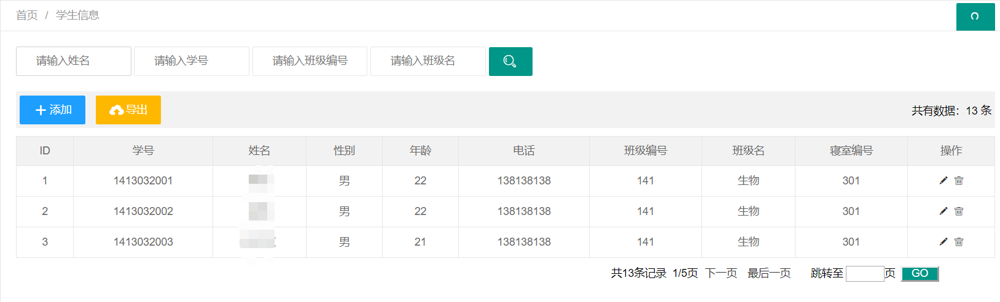 首页 / 学生信息
请输入姓名 请输入学号 请输入班级编号 请输入班级名
添加 导出 共有数据：13 条
ID 学号 姓名 性别 年龄 电话 班级编号 班级名 寝室编号 操作
1 1413032001 男 22 138138138 141 生物 301
2 1413032002 男 22 138138138 141 生物 301
3 1413032003 男 21 138138138 141 生物 301
共13条记录 1/5页 下一页 最后一页 跳转至 页 GO